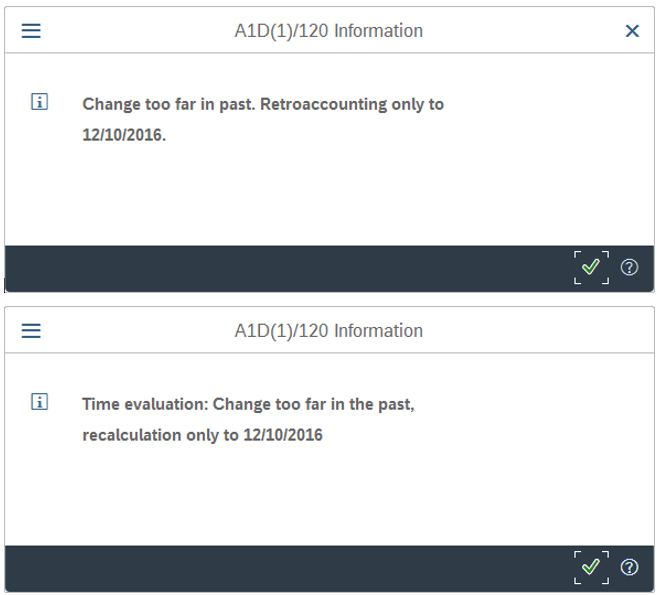 A1D(1)/120 Information
Change too far in past. Retroaccounting only to
12/10/2016.
A1D(1)/120 Information
Time evaluation: Change too far in the past,
recalculation only to 12/10/2016